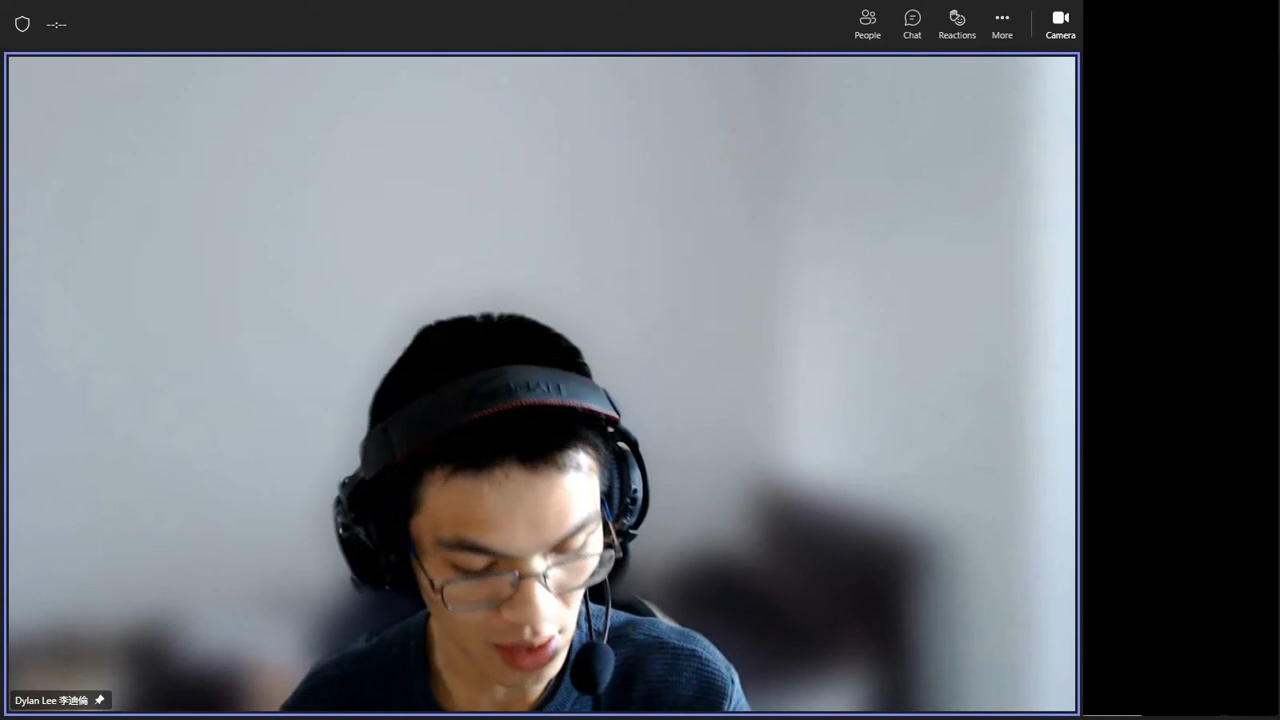 --:--
People
Chat
Reactions
More
Camera
Dylan Lee 李迪倫